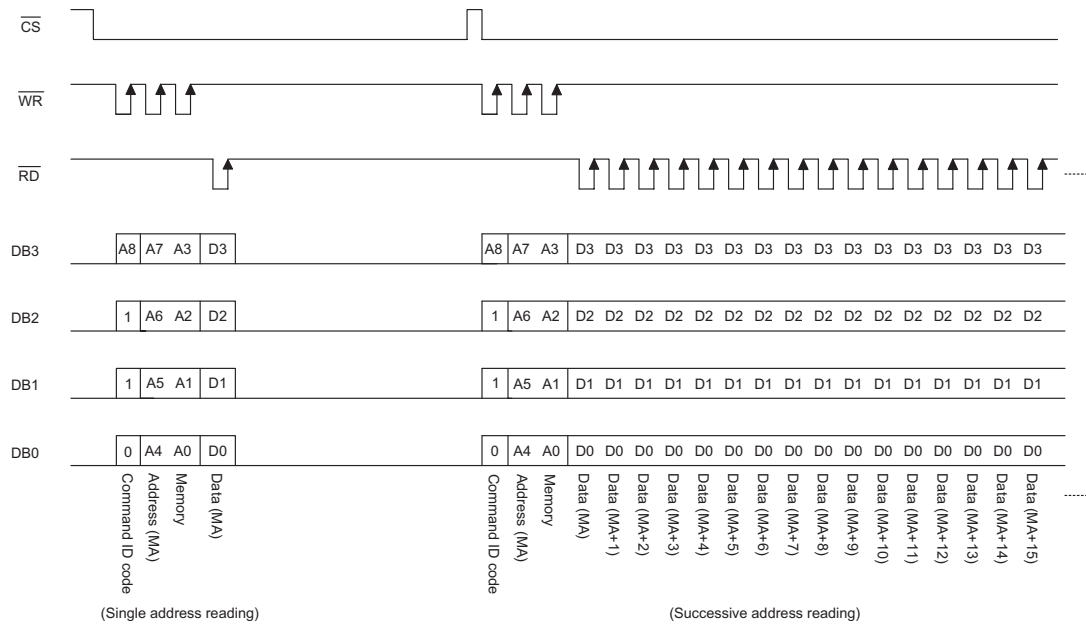 CS
WR
RD
DB3 A8 A7 A3 D3 A8 A7 A3 D3 D3 D3 D3 D3 D3 D3 D3 D3 D3 D3 D3 D3 D3 D3 D3
DB2 1 A6 A2 D2 1 A6 A2 D2 D2 D2 D2 D2 D2 D2 D2 D2 D2 D2 D2 D2 D2 D2 D2
DB1 1 A5 A1 D1 1 A5 A1 D1 D1 D1 D1 D1 D1 D1 D1 D1 D1 D1 D1 D1 D1 D1 D1
DB0 0 A4 A0 D0 0 A4 A0 D0 D0 D0 D0 D0 D0 D0 D0 D0 D0 D0 D0 D0 D0 D0 D0
Command ID code
Address (MA)
Memory
Data (MA)
Command ID code
Address (MA)
Memory
Data (MA)
Data (MA+1)
Data (MA+2)
Data (MA+3)
Data (MA+4)
Data (MA+5)
Data (MA+6)
Data (MA+7)
Data (MA+8)
Data (MA+9)
Data (MA+10)
Data (MA+11)
Data (MA+12)
Data (MA+13)
Data (MA+14)
Data (MA+15)
(Single address reading)
(Successive address reading)